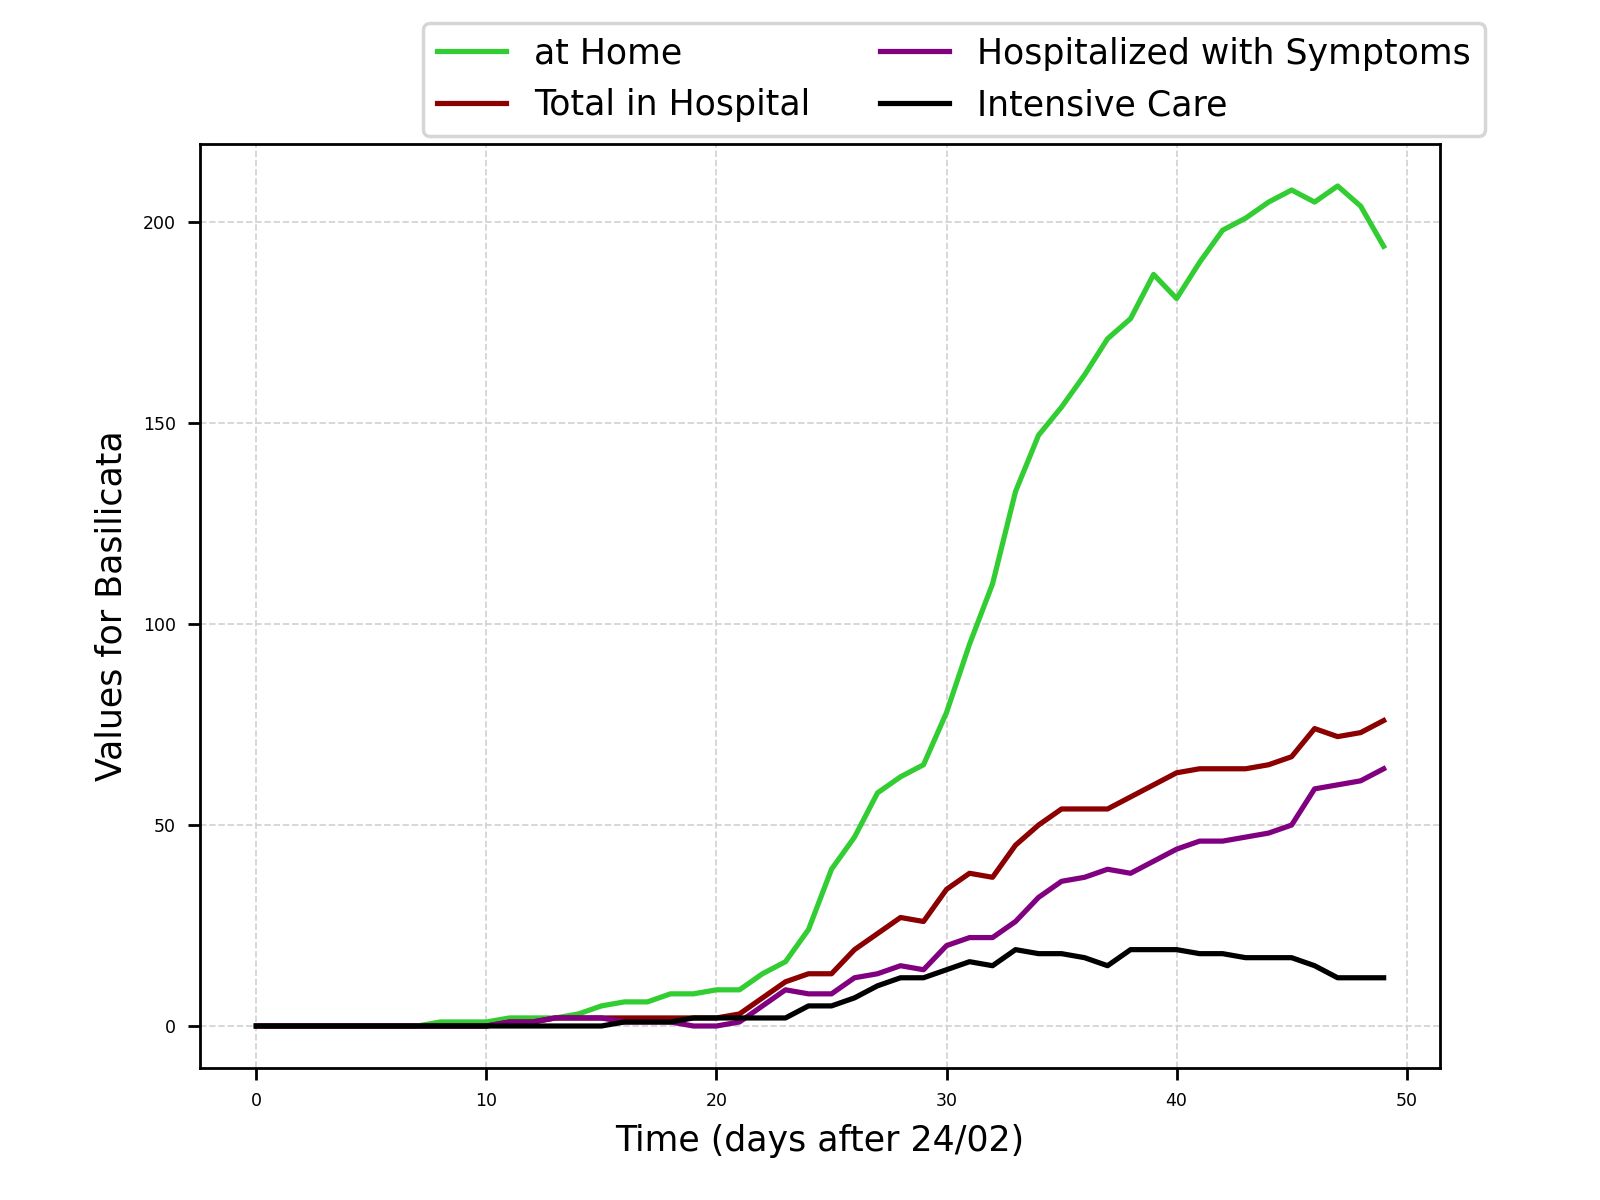 at Home
Total in Hospital
Hospitalized with Symptoms
Intensive Care
Values for Basilicata
200
150
100
50
0
0 10 20 30 40 50
Time (days after 24/02)